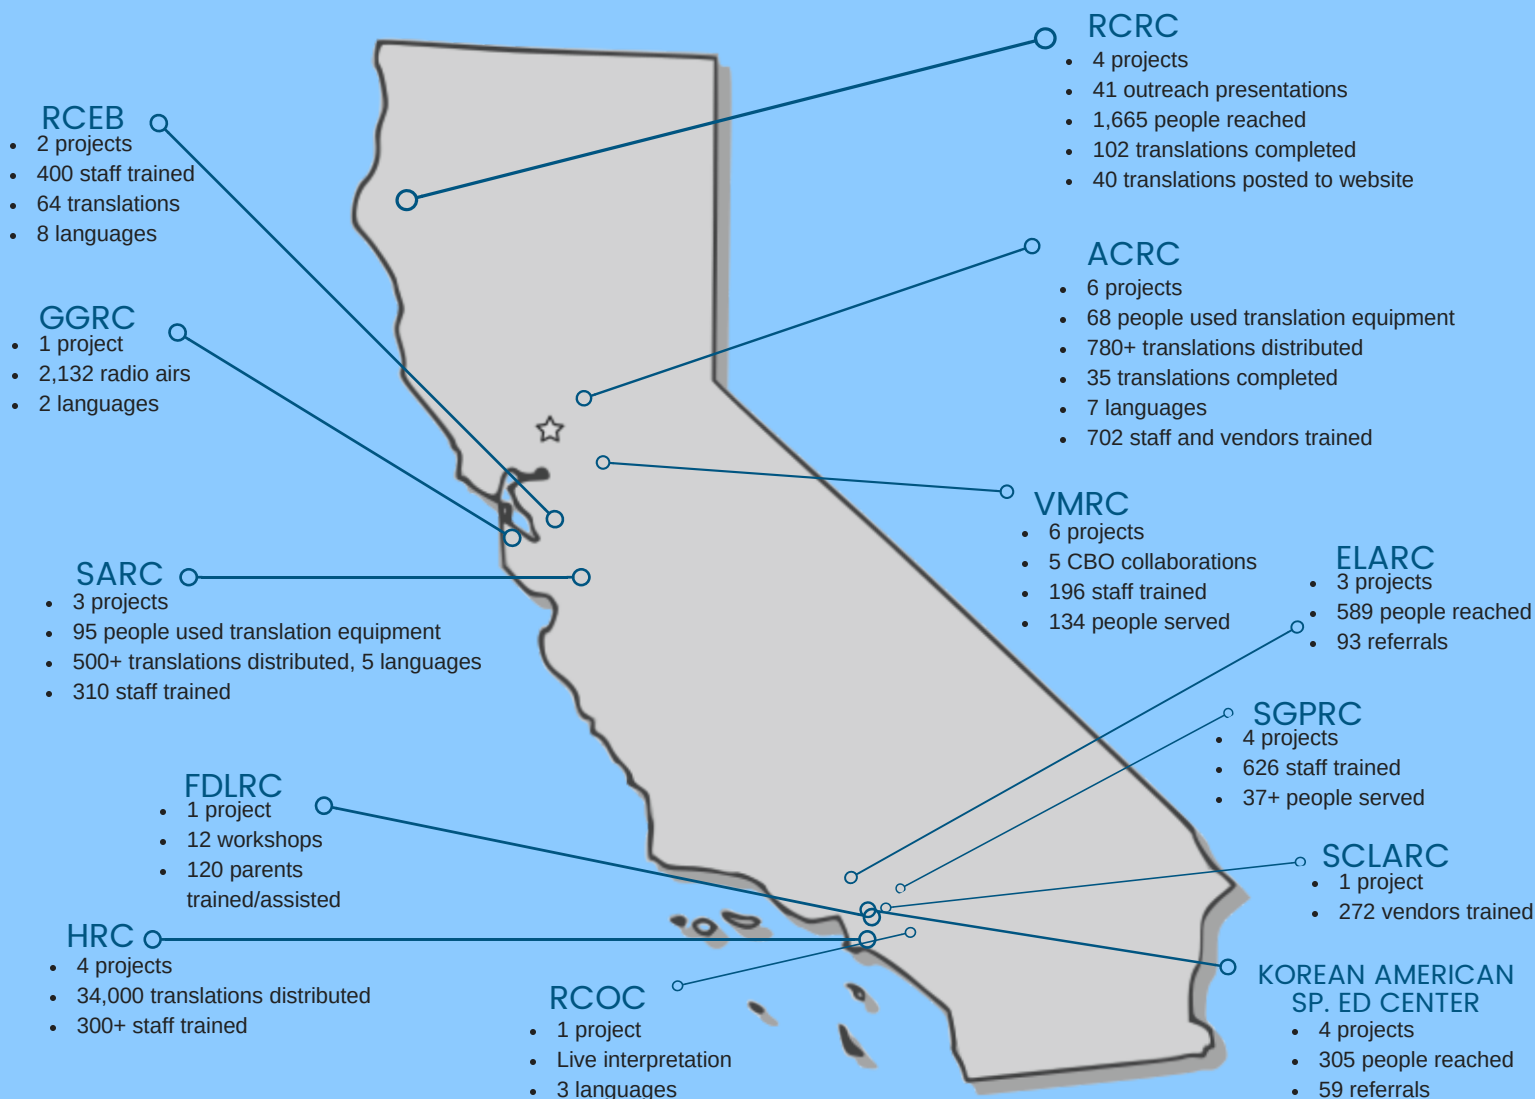 RCRC
• 4 projects
• 41 outreach presentations
• 1,665 people reached
• 102 translations completed
• 40 translations posted to website
RCEB
• 2 projects
• 400 staff trained
• 64 translations
• 8 languages
ACRC
• 6 projects
• 68 people used translation equipment
• 780+ translations distributed
• 35 translations completed
• 7 languages
• 702 staff and vendors trained
GGRC
• 1 project
• 2,132 radio airs
• 2 languages
VMRC
• 6 projects
• 5 CBO collaborations
• 196 staff trained
• 134 people served
ELARC
• 3 projects
• 589 people reached
• 93 referrals
SARC
• 3 projects
• 95 people used translation equipment
• 500+ translations distributed, 5 languages
• 310 staff trained
SGPRC
• 4 projects
• 626 staff trained
• 37+ people served
FDLRC
• 1 project
• 12 workshops
• 120 parents
trained/assisted
SCLARC
• 1 project
• 272 vendors trained
HRC
• 4 projects
• 34,000 translations distributed
• 300+ staff trained
RCOC
• 1 project
• Live interpretation
• 3 languages
KOREAN AMERICAN
SP. ED CENTER
• 4 projects
• 305 people reached
• 59 referrals